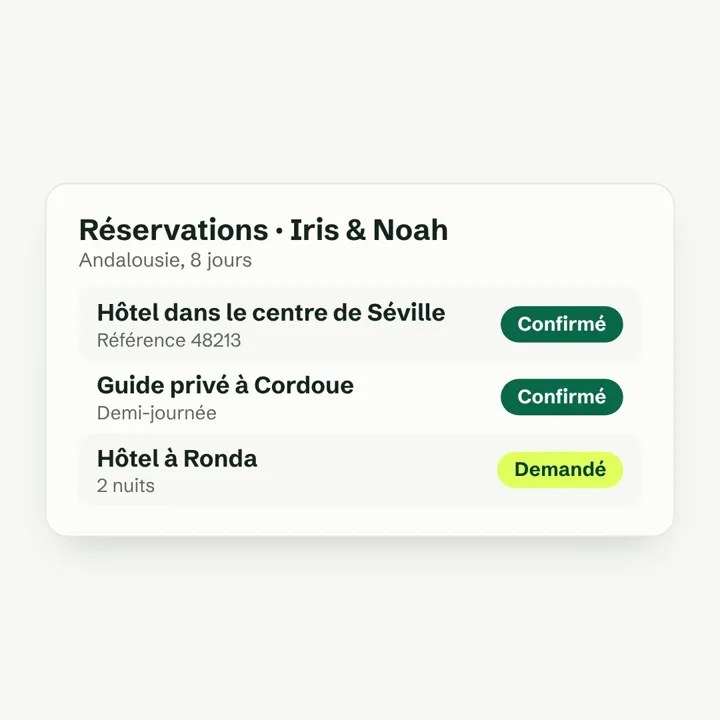 Réservations · Iris & Noah
Andalousie, 8 jours
Hôtel dans le centre de Séville
Référence 48213
Confirmé
Guide privé à Cordoue
Demi-journée
Confirmé
Hôtel à Ronda
2 nuits
Demandé